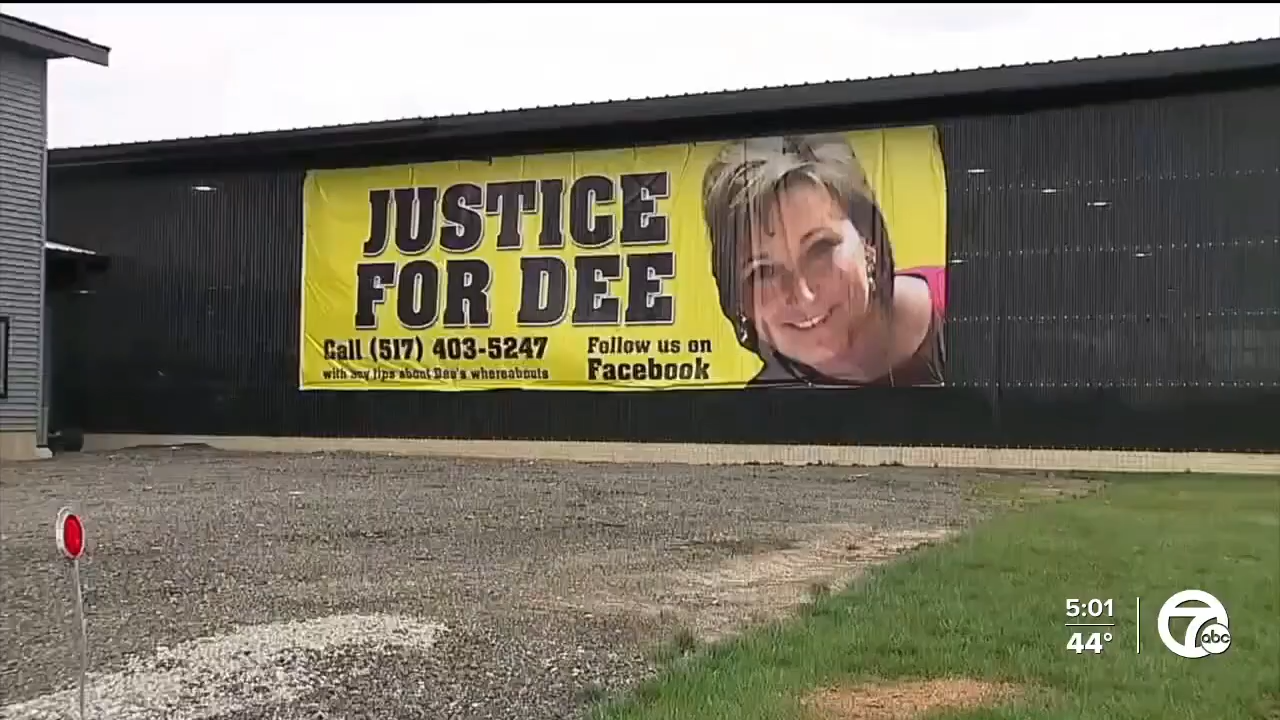 JUSTICE
FOR DEE
Call (517) 403-5247
with any tips about Dee's whereabouts
Follow us on
Facebook
5:01
44°
7
abc